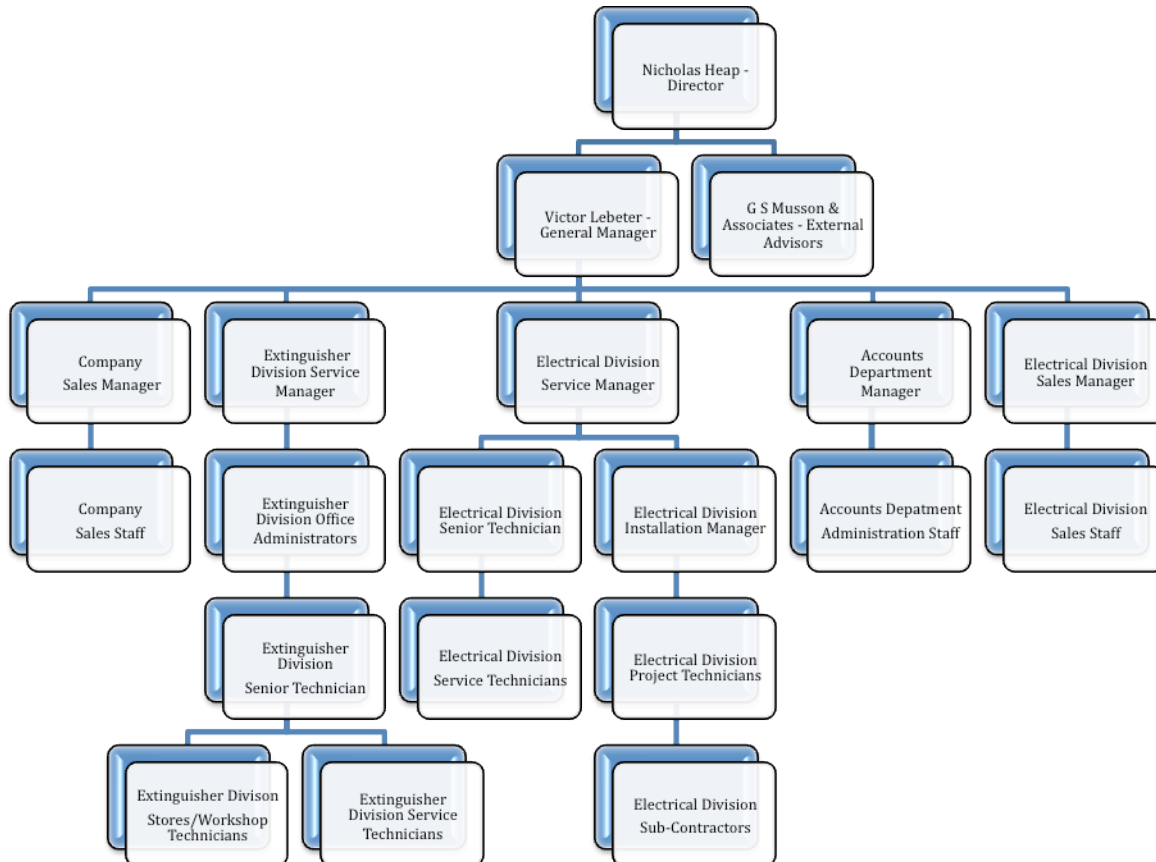 Nicholas Heap -
Director
Victor Lebeter -
General Manager
G S Musson &
Associates - External
Advisors
Company
Sales Manager
Extinguisher
Division Service
Manager
Electrical Division
Service Manager
Accounts
Department
Manager
Electrical Division
Sales Manager
Company
Sales Staff
Extinguisher
Division Office
Administrators
Electrical Division
Senior Technician
Electrical Division
Installation Manager
Accounts Depatment
Administration Staff
Electrical Division
Sales Staff
Extinguisher
Division
Senior Technician
Electrical Division
Service Technicians
Electrical Division
Project Technicians
Extinguisher Divison
Stores/Workshop
Technicians
Extinguisher
Division Service
Technicians
Electrical Division
Sub-Contractors